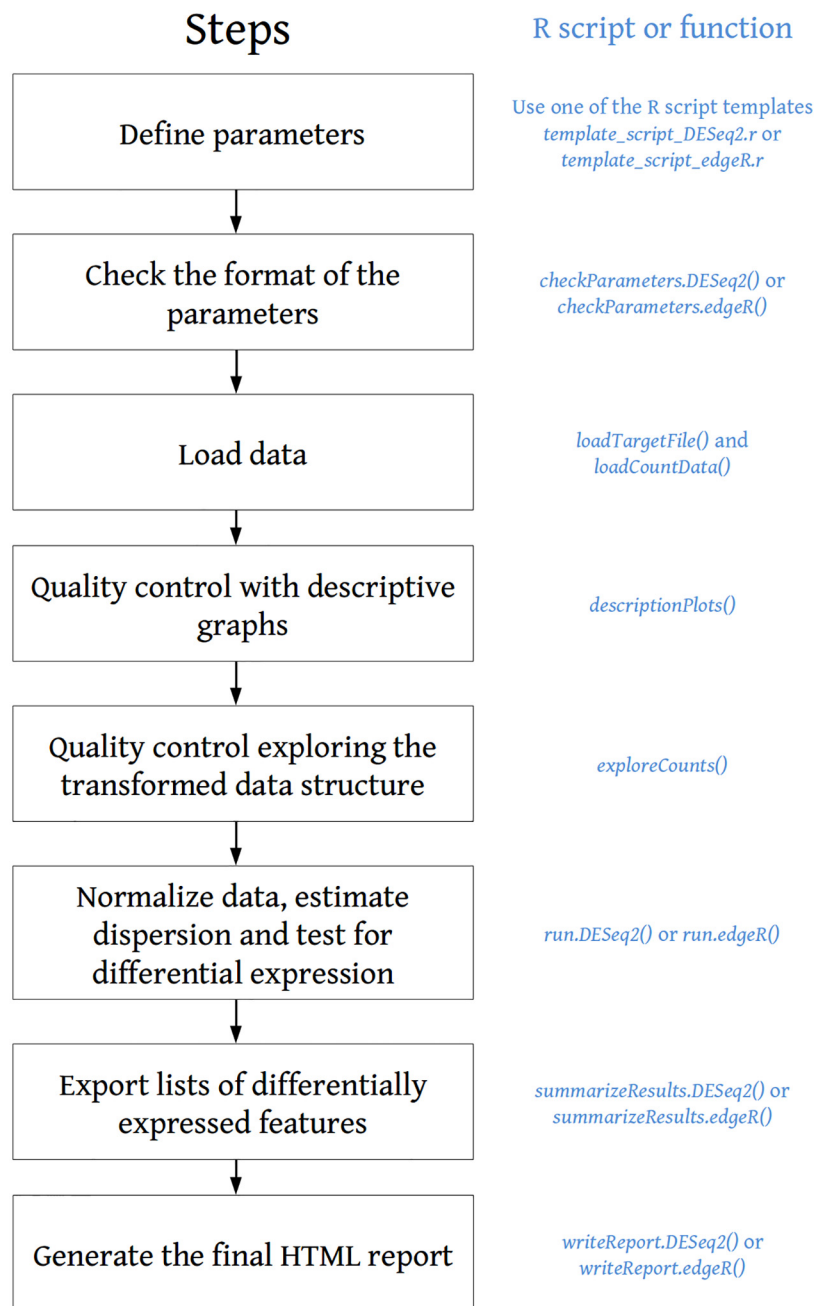 Steps
R script or function
Define parameters
Use one of the R script templates
template_script_DESeq2.r or
template_script_edgeR.r
Check the format of the
parameters
checkParameters.DESeq2() or
checkParameters.edgeR()
Load data
loadTargetFile() and
loadCountData()
Quality control with descriptive
graphs
descriptionPlots()
Quality control exploring the
transformed data structure
exploreCounts()
Normalize data, estimate
dispersion and test for
differential expression
run.DESeq2() or run.edgeR()
Export lists of differentially
expressed features
summarizeResults.DESeq2() or
summarizeResults.edgeR()
Generate the final HTML report
writeReport.DESeq2() or
writeReport.edgeR()